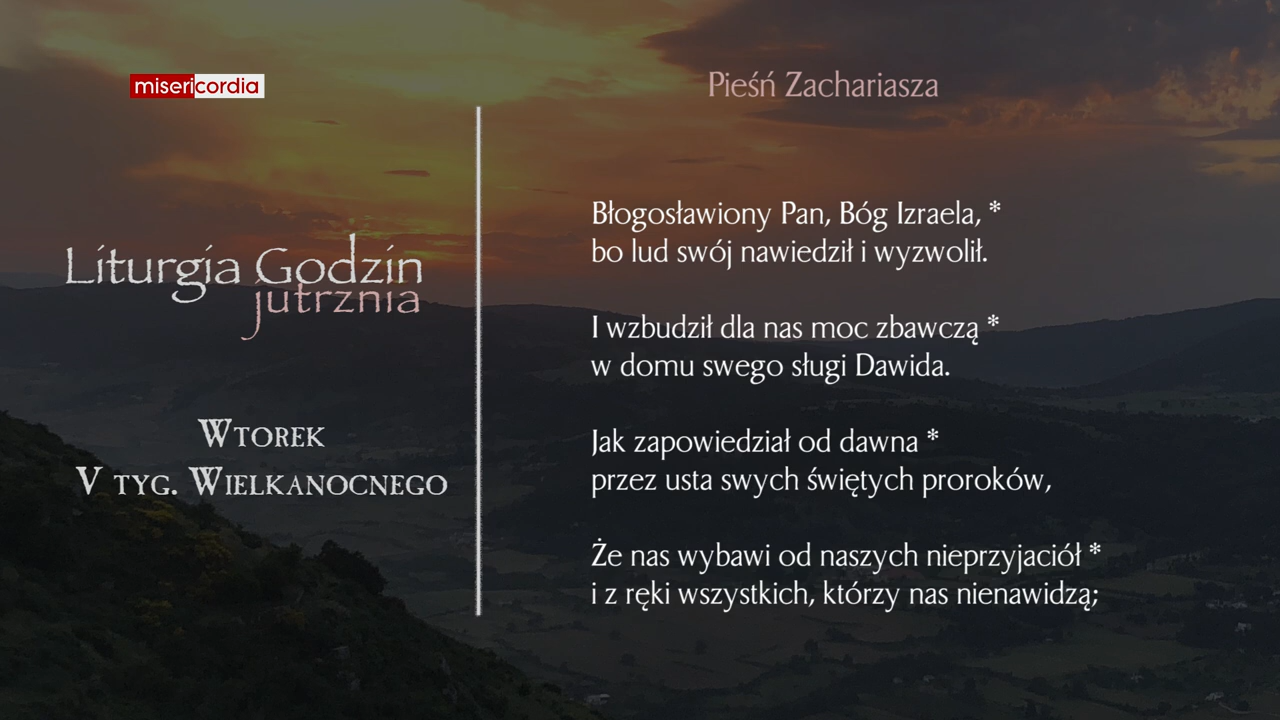 misericordia
Liturgia Godzin
jutrznia
Wtorek
V tyg. Wielkanocnego
Pieśń Zachariasza
Błogosławiony Pan, Bóg Izraela, *
bo lud swój nawiedził i wyzwolił.
I wzbudził dla nas moc zbawczą *
w domu swego sługi Dawida.
Jak zapowiedział od dawna *
przez usta swych świętych proroków,
Że nas wybawi od naszych nieprzyjaciół *
i z ręki wszystkich, którzy nas nienawidzą;